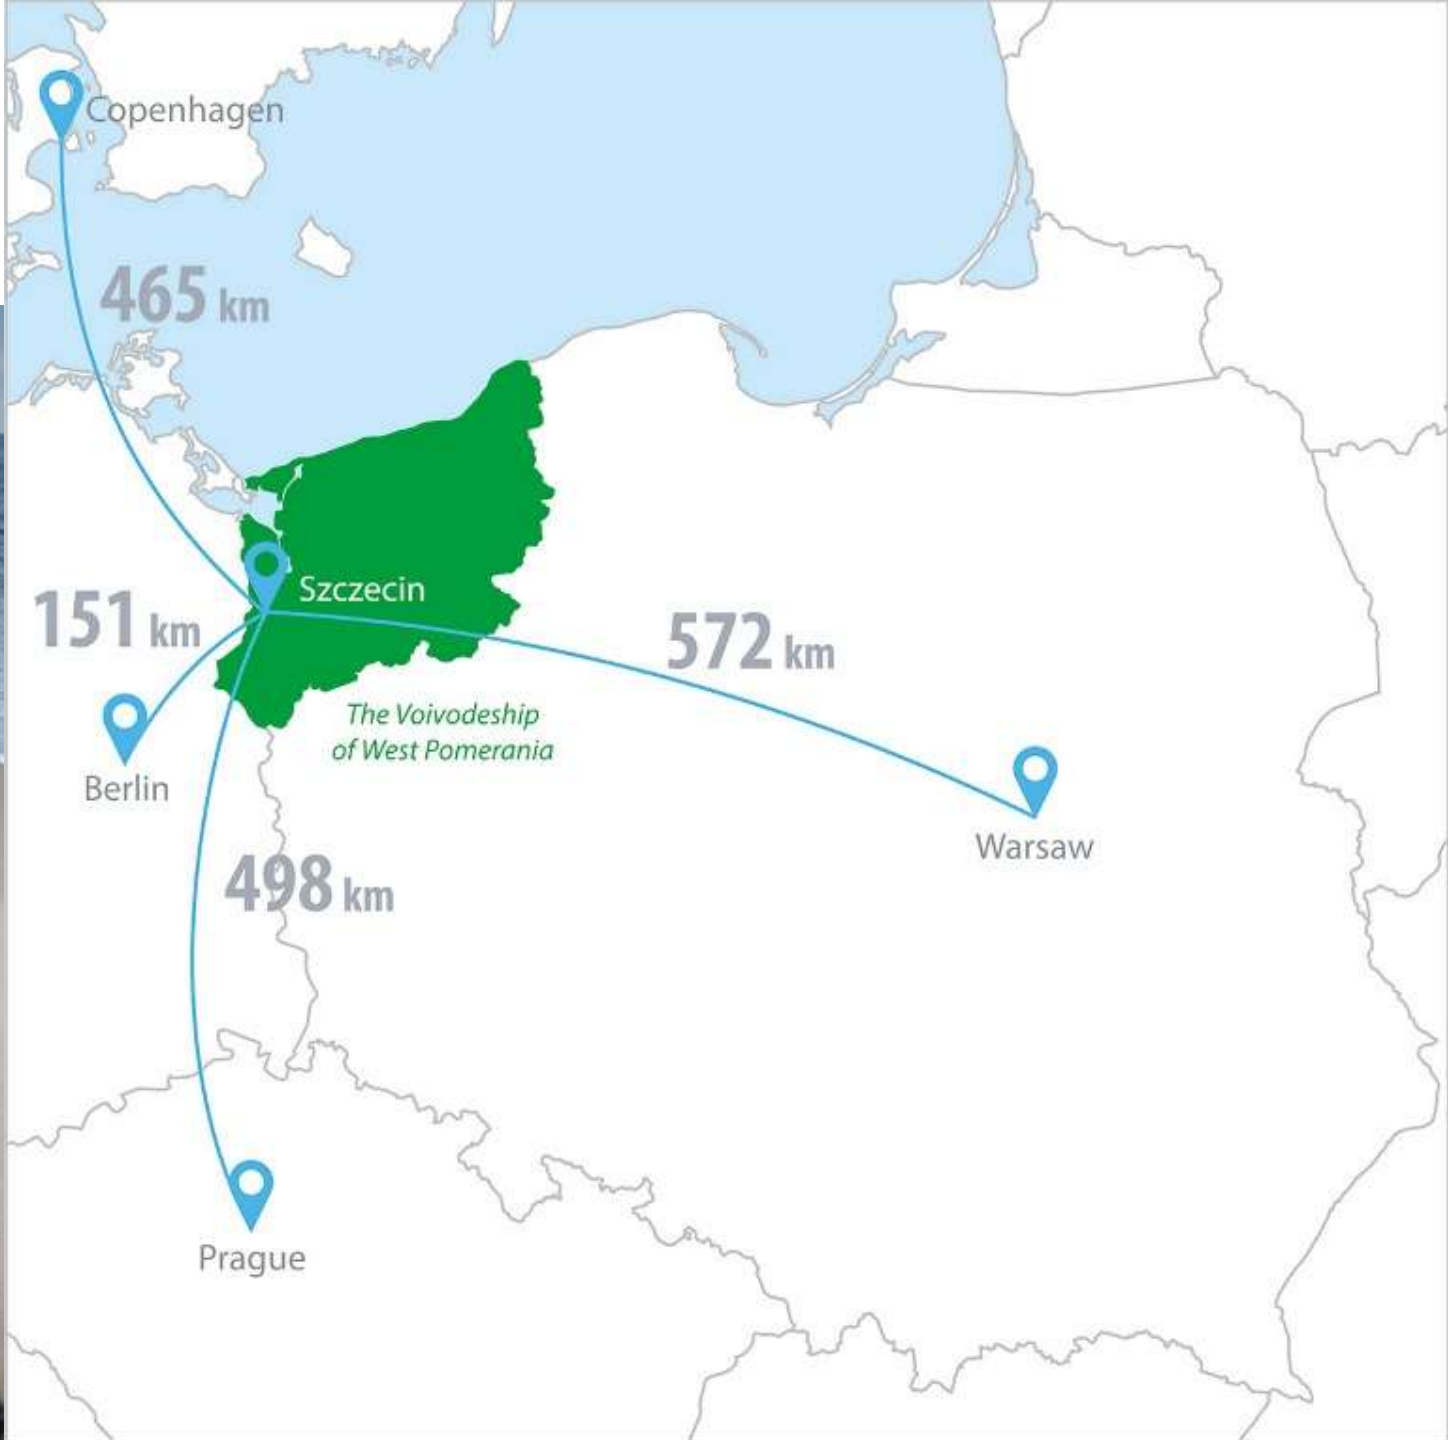 Copenhagen
465 km
Szczecin
151 km
572 km
The Voivodeship
of West Pomerania
Berlin
Warsaw
498 km
Prague